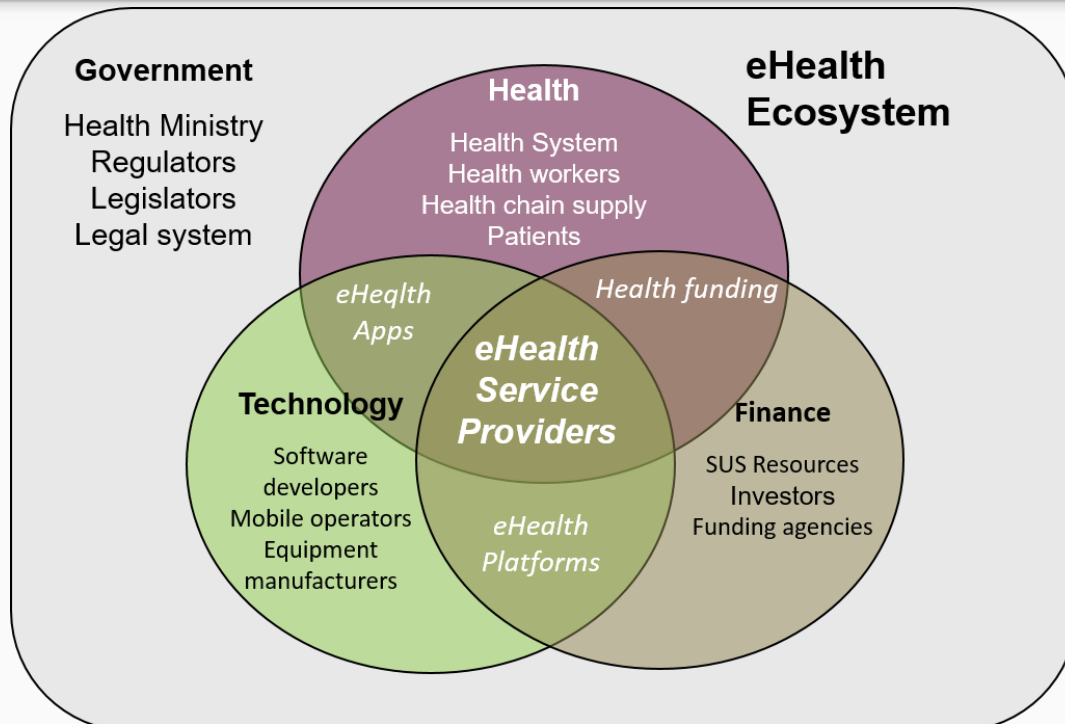 Government
Health Ministry
Regulators
Legislators
Legal system
eHealth
Ecosystem
Health
Health System
Health workers
Health chain supply
Patients
eHeqlth
Apps
Health funding
eHealth
Service
Providers
Technology
Software
developers
Mobile operators
Equipment
manufacturers
Finance
SUS Resources
Investors
Funding agencies
eHealth
Platforms